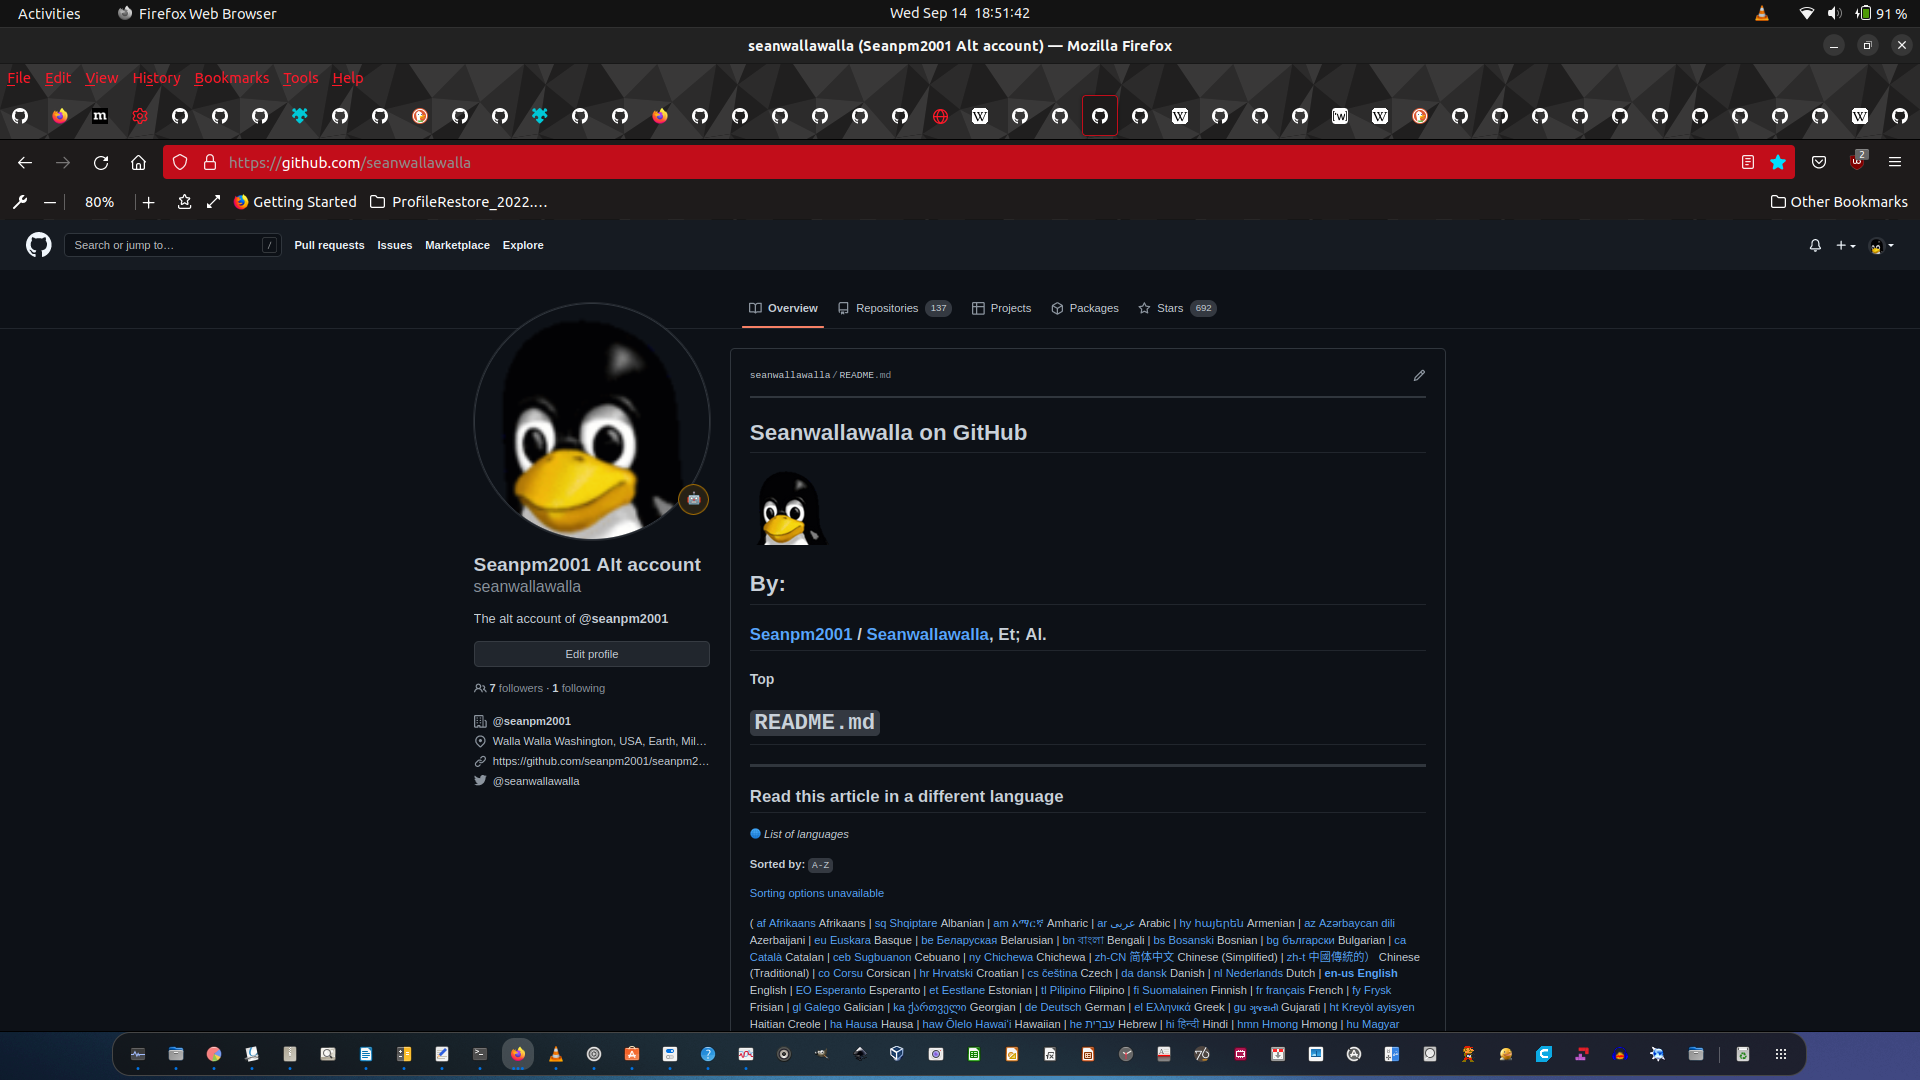 Activities Firefox Web Browser Wed Sep 14 18:51:42 91 %
seanwallawalla (Seanpm2001 Alt account) — Mozilla Firefox
File Edit View History Bookmarks Tools Help
https://github.com/seanwallawalla 2
80% Getting Started ProfileRestore_2022.… Other Bookmarks
Search or jump to… / Pull requests Issues Marketplace Explore
Overview Repositories 137 Projects Packages Stars 692
seanwallawalla / README.md
Seanwallawalla on GitHub
Seanpm2001 Alt account
seanwallawalla
The alt account of @seanpm2001
Edit profile
7 followers · 1 following
@seanpm2001
Walla Walla Washington, USA, Earth, Mil…
https://github.com/seanpm2001/seanpm2…
@seanwallawalla
By:
Seanpm2001 / Seanwallawalla, Et; Al.
Top
README.md
Read this article in a different language
List of languages
Sorted by: A-Z
Sorting options unavailable
( af Afrikaans Afrikaans | sq Shqiptare Albanian | am አማርኛ Amharic | ar عربى Arabic | hy հայերեն Armenian | az Azərbaycan dili
Azerbaijani | eu Euskara Basque | be Беларуская Belarusian | bn বাংলা Bengali | bs Bosanski Bosnian | bg български Bulgarian | ca
Català Catalan | ceb Sugbuanon Cebuano | ny Chichewa Chichewa | zh-CN 简体中文 Chinese (Simplified) | zh-t 中國傳統的） Chinese
(Traditional) | co Corsu Corsican | hr Hrvatski Croatian | cs čeština Czech | da dansk Danish | nl Nederlands Dutch | en-us English
English | EO Esperanto Esperanto | et Eestlane Estonian | tl Pilipino Filipino | fi Suomalainen Finnish | fr français French | fy Frysk
Frisian | gl Galego Galician | ka ქართველი Georgian | de Deutsch German | el Ελληνικά Greek | gu ગુજરાતી Gujarati | ht Kreyòl ayisyen
Haitian Creole | ha Hausa Hausa | haw Ōlelo Hawaiʻi Hawaiian | he עִברִית Hebrew | hi हिन्दी Hindi | hmn Hmong Hmong | hu Magyar